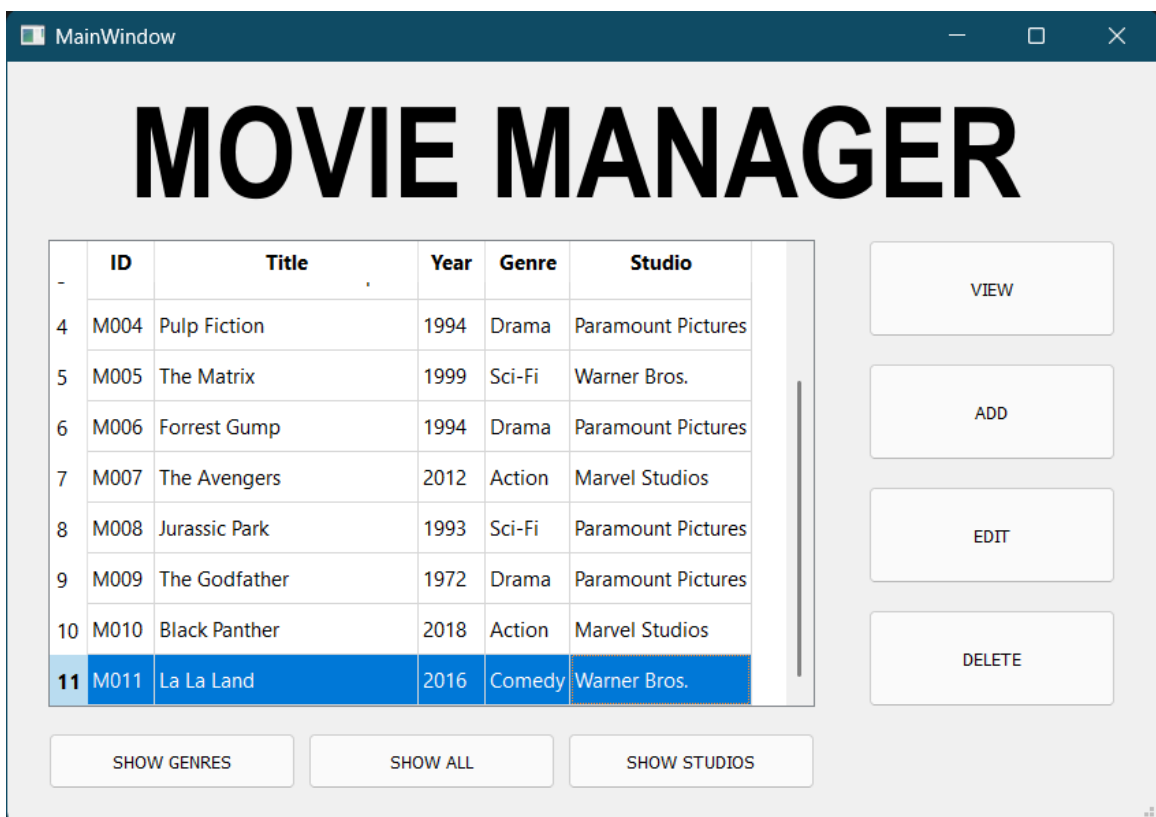 MainWindow
MOVIE MANAGER
ID Title Year Genre Studio
4 M004 Pulp Fiction 1994 Drama Paramount Pictures
5 M005 The Matrix 1999 Sci-Fi Warner Bros.
6 M006 Forrest Gump 1994 Drama Paramount Pictures
7 M007 The Avengers 2012 Action Marvel Studios
8 M008 Jurassic Park 1993 Sci-Fi Paramount Pictures
9 M009 The Godfather 1972 Drama Paramount Pictures
10 M010 Black Panther 2018 Action Marvel Studios
11 M011 La La Land 2016 Comedy Warner Bros.
VIEW
ADD
EDIT
DELETE
SHOW GENRES SHOW ALL SHOW STUDIOS